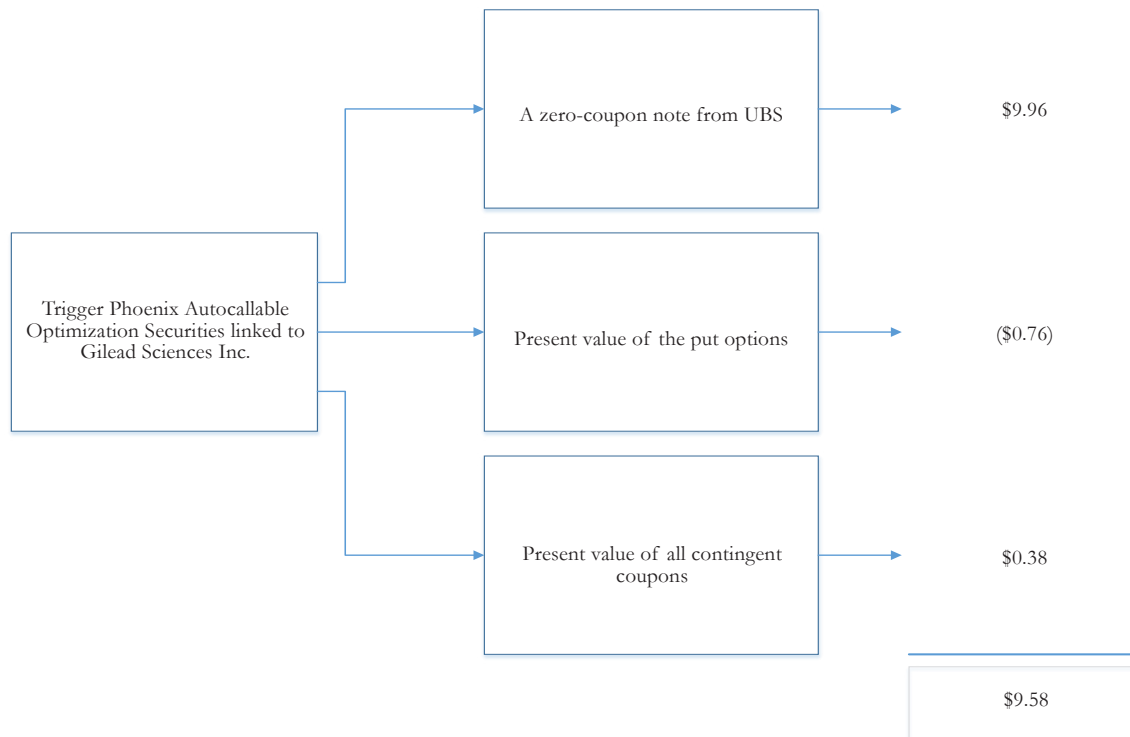 A zero-coupon note from UBS
$9.96
Trigger Phoenix Autocallable
Optimization Securities linked to
Gilead Sciences Inc.
Present value of the put options
($0.76)
Present value of all contingent
coupons
$0.38
$9.58